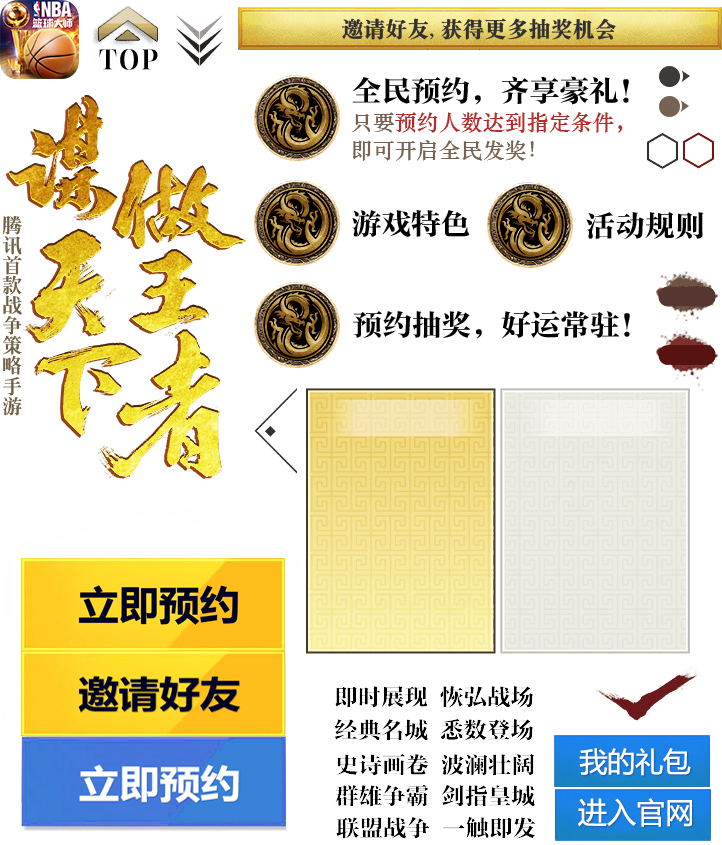 NBA
篮球大师
TOP
邀请好友, 获得更多抽奖机会
全民预约，齐享豪礼！
只要预约人数达到指定条件，
即可开启全民发奖！
谋天下
做王者
腾讯首款战争策略手游
游戏特色
活动规则
预约抽奖，好运常驻！
立即预约
邀请好友
立即预约
即时展现 恢弘战场
经典名城 悉数登场
史诗画卷 波澜壮阔
群雄争霸 剑指皇城
联盟战争 一触即发
我的礼包
进入官网